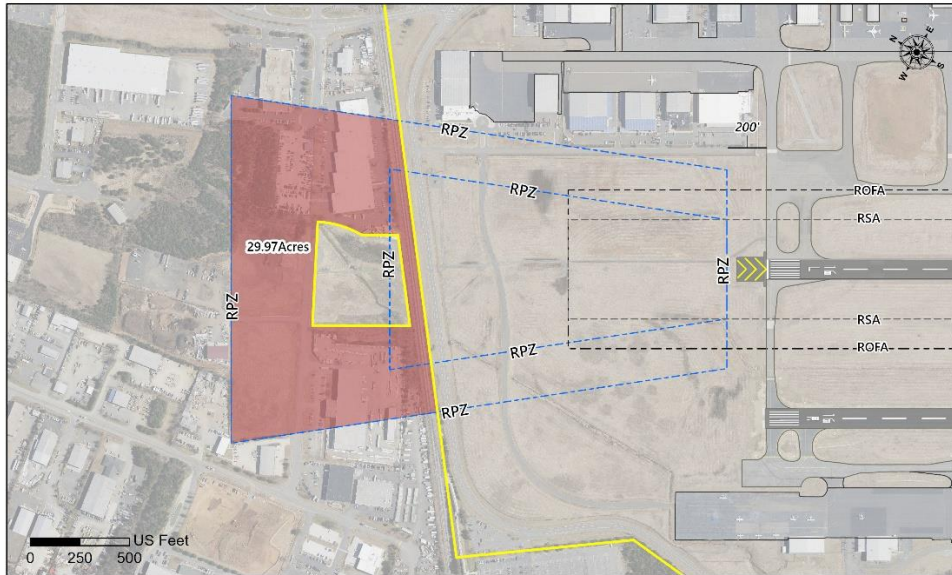 N
E
W
S
RPZ
200'
RPZ
ROFA
RSA
29.97Acres
RPZ
RPZ
RPZ
RSA
RPZ
ROFA
RPZ
US Feet
0 250 500